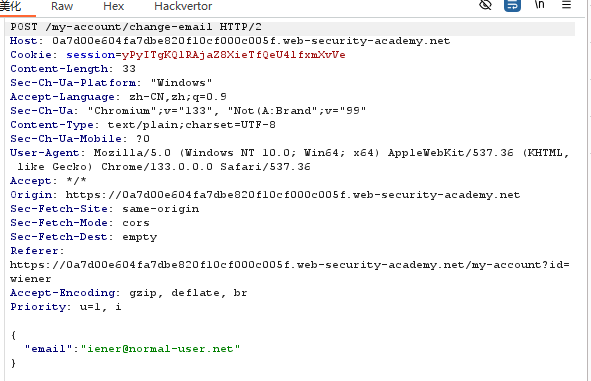 美化 Raw Hex Hackvertor \n
POST /my-account/change-email HTTP/2
Host: 0a7d00e604fa7dbe820f10cf000c005f.web-security-academy.net
Cookie: session=yPyITgKQlRAjaZ8XieTfQeU4lfxmXvVe
Content-Length: 33
Sec-Ch-Ua-Platform: "Windows"
Accept-Language: zh-CN,zh;q=0.9
Sec-Ch-Ua: "Chromium";v="133", "Not(A:Brand";v="99"
Content-Type: text/plain;charset=UTF-8
Sec-Ch-Ua-Mobile: ?0
User-Agent: Mozilla/5.0 (Windows NT 10.0; Win64; x64) AppleWebKit/537.36 (KHTML,
like Gecko) Chrome/133.0.0.0 Safari/537.36
Accept: */*
Origin: https://0a7d00e604fa7dbe820f10cf000c005f.web-security-academy.net
Sec-Fetch-Site: same-origin
Sec-Fetch-Mode: cors
Sec-Fetch-Dest: empty
Referer:
https://0a7d00e604fa7dbe820f10cf000c005f.web-security-academy.net/my-account?id=
wiener
Accept-Encoding: gzip, deflate, br
Priority: u=1, i
{
"email":"iener@normal-user.net"
}